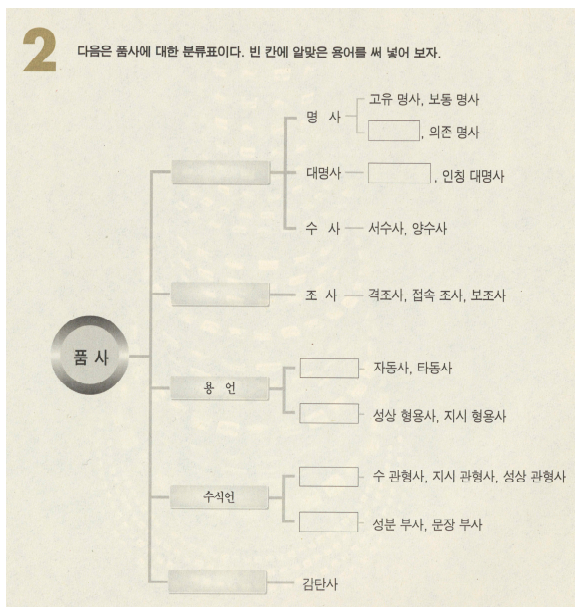 2 다음은 품사에 대한 분류표이다. 빈 칸에 알맞은 용어를 써 넣어 보자.
고유 명사, 보통 명사
명 사
, 의존 명사
대명사
, 인칭 대명사
수 사
서수사, 양수사
조 사
격조시, 접속 조사, 보조사
품 사
자동사, 타동사
용 언
성상 형용사, 지시 형용사
수 관형사, 지시 관형사, 성상 관형사
수식언
성분 부사, 문장 부사
김단사